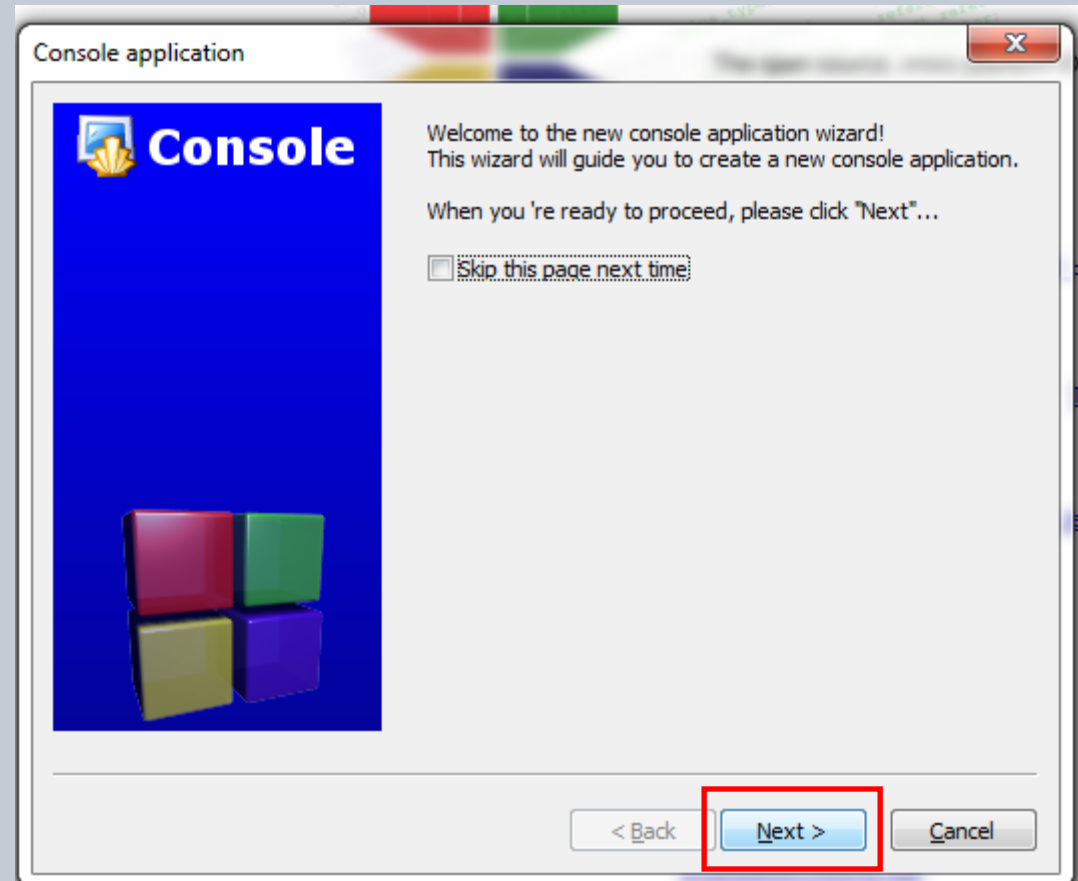 Console application
Console
Welcome to the new console application wizard!
This wizard will guide you to create a new console application.
When you 're ready to proceed, please click "Next"...
Skip this page next time
< Back
Next >
Cancel